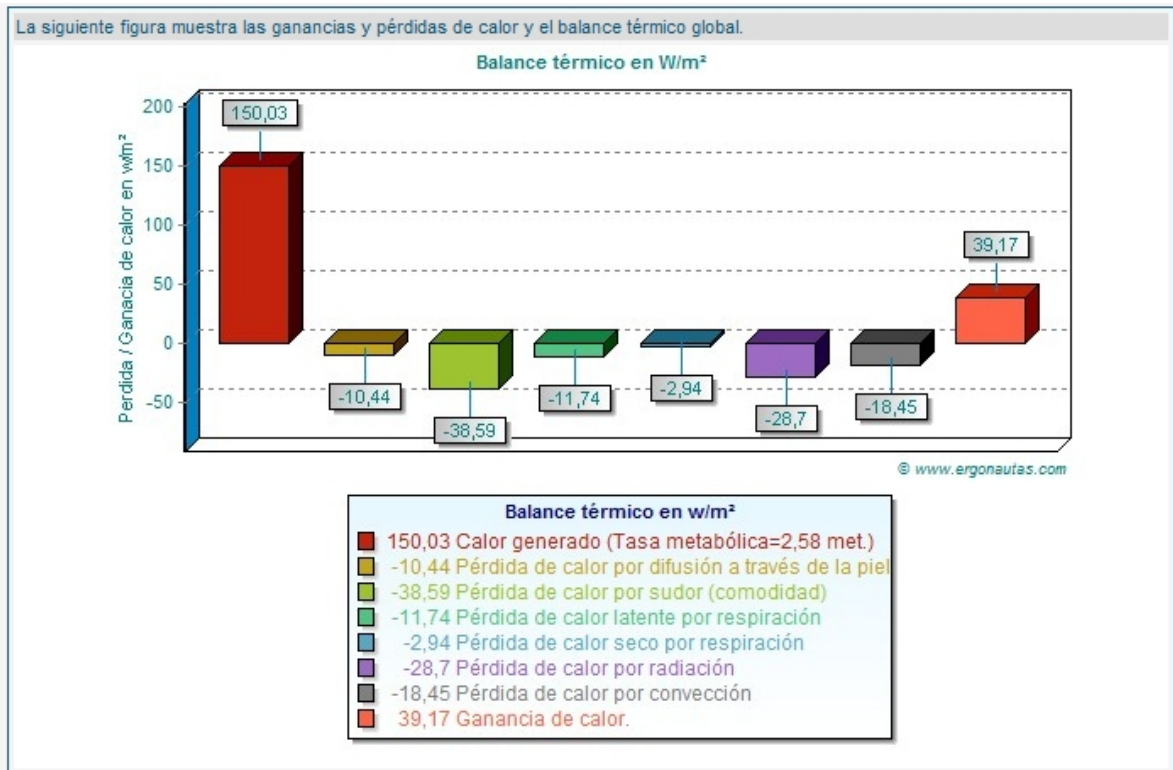 La siguiente figura muestra las ganancias y pérdidas de calor y el balance térmico global.
Balance térmico en W/m²
Perdida / Ganacia de calor en w/m²
200
150
100
50
0
-50
150,03
-10,44
-38,59
-11,74
-2,94
-28,7
-18,45
39,17
© www.ergonautas.com
Balance térmico en w/m²
150,03 Calor generado (Tasa metabólica=2,58 met.)
-10,44 Pérdida de calor por difusión a través de la piel
-38,59 Pérdida de calor por sudor (comodidad)
-11,74 Pérdida de calor latente por respiración
-2,94 Pérdida de calor seco por respiración
-28,7 Pérdida de calor por radiación
-18,45 Pérdida de calor por convección
39,17 Ganancia de calor.